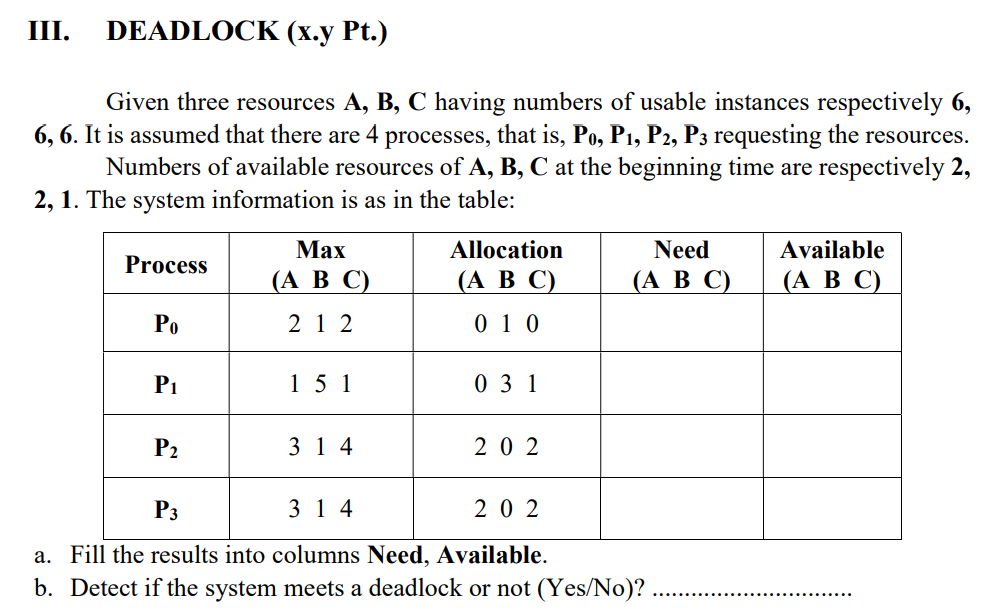 III. DEADLOCK (x.y Pt.)
Given three resources A, B, C having numbers of usable instances respectively 6,
6, 6. It is assumed that there are 4 processes, that is, P0, P1, P2, P3 requesting the resources.
Numbers of available resources of A, B, C at the beginning time are respectively 2,
2, 1. The system information is as in the table:
Process Max (A B C) Allocation (A B C) Need (A B C) Available (A B C)
P0 2 1 2 0 1 0
P1 1 5 1 0 3 1
P2 3 1 4 2 0 2
P3 3 1 4 2 0 2
a. Fill the results into columns Need, Available.
b. Detect if the system meets a deadlock or not (Yes/No)? ..............................